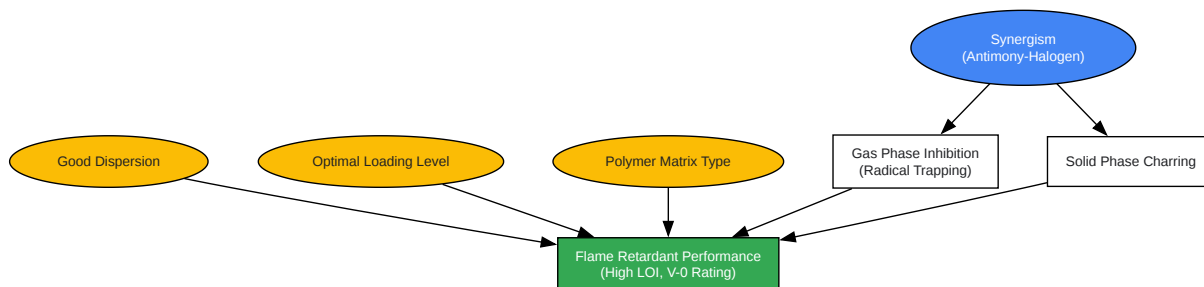 Synergism
(Antimony-Halogen)
Good Dispersion
Optimal Loading Level
Polymer Matrix Type
Gas Phase Inhibition
(Radical Trapping)
Solid Phase Charring
Flame Retardant Performance
(High LOI, V-0 Rating)